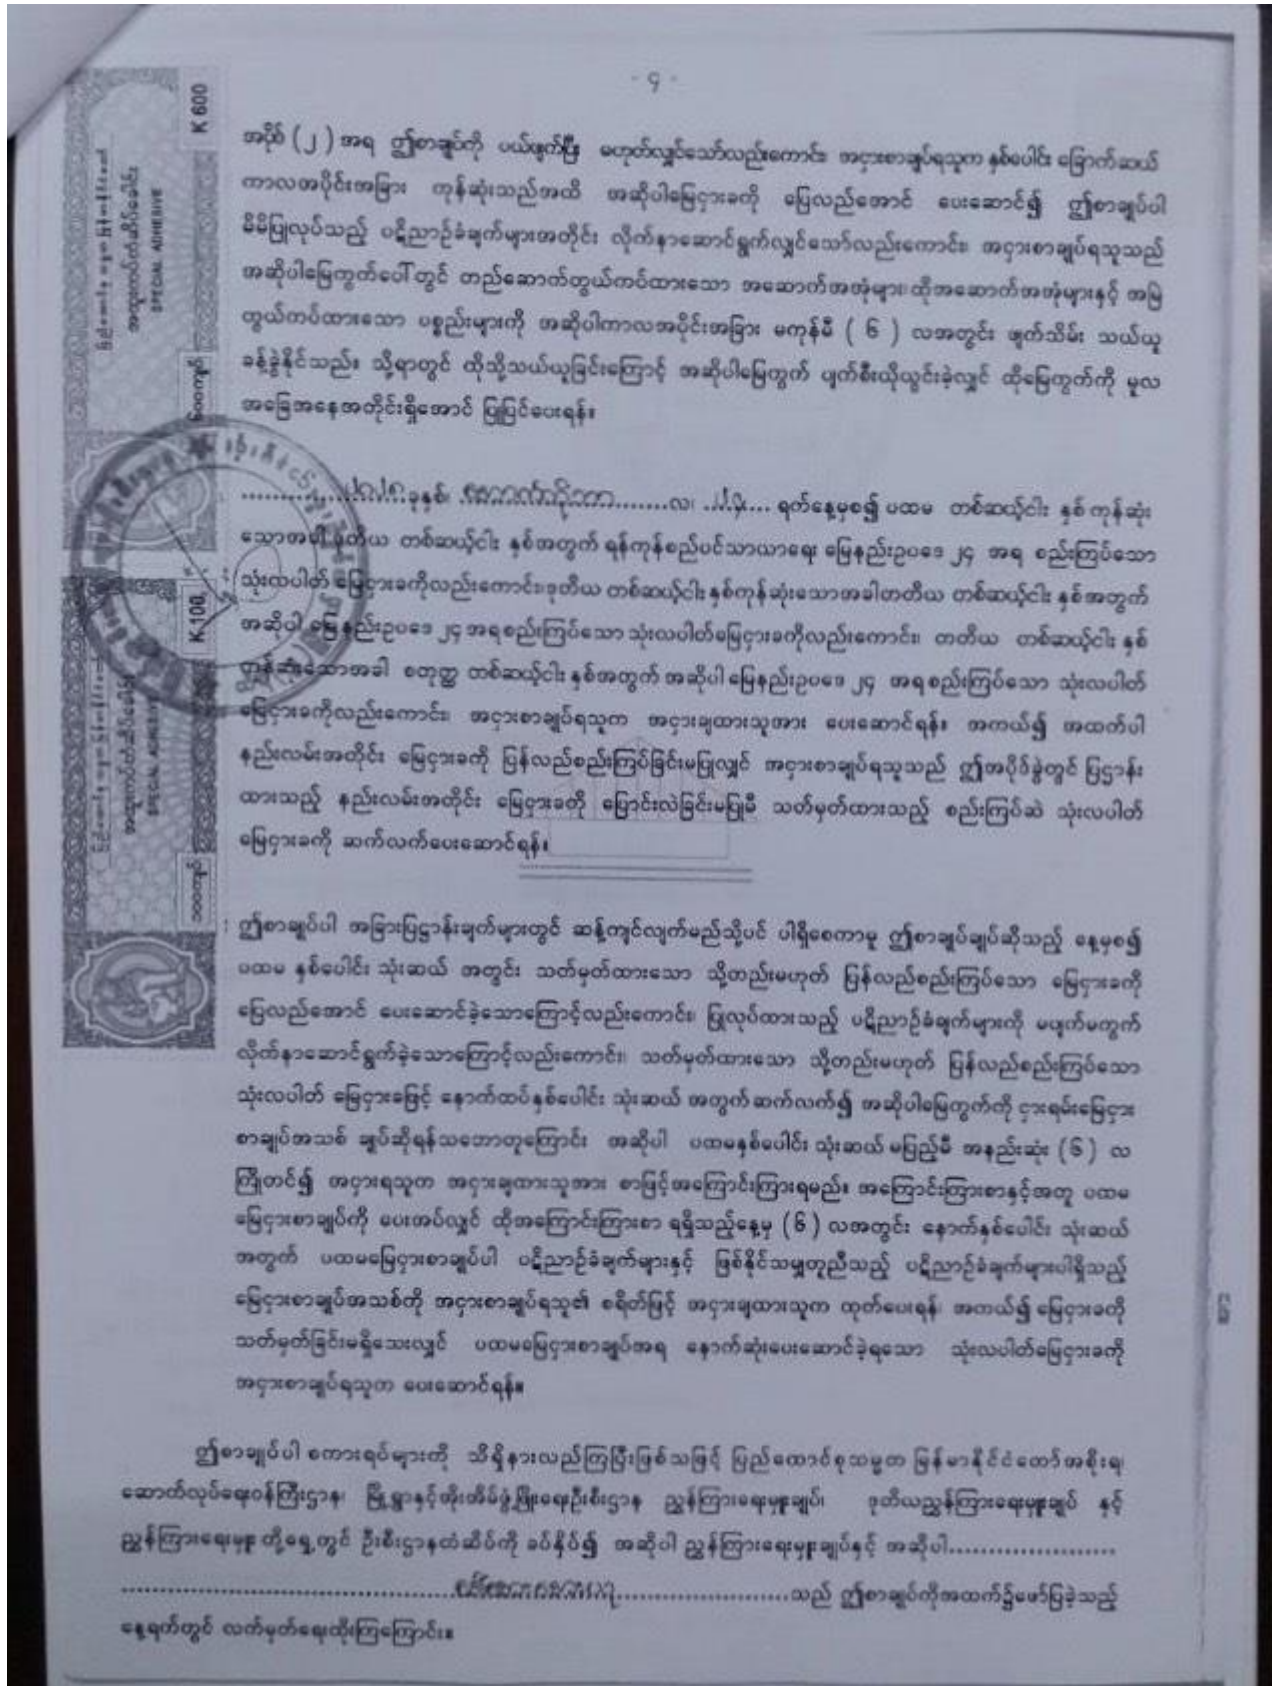 - ၄ -
အပိုဒ် (၂) အရ ဤစာချုပ်ကို ပယ်ဖျက်ပြီး မဟုတ်လျှင်သော်လည်းကောင်း၊ အငှားစာချုပ်ရသူက နှစ်ပေါင်း ခြောက်ဆယ်
ကာလအပိုင်းအခြား ကုန်ဆုံးသည်အထိ အဆိုပါမြေငှားခကို ပြေလည်အောင် ပေးဆောင်၍ ဤစာချုပ်ပါ
မိမိပြုလုပ်သည့် ပဋိညာဉ်ခံချက်များအတိုင်း လိုက်နာဆောင်ရွက်လျှင်သော်လည်းကောင်း၊ အငှားစာချုပ်ရသူသည်
အဆိုပါမြေကွက်ပေါ်တွင် တည်ဆောက်တွယ်ကပ်ထားသော အဆောက်အအုံများ၊ ထိုအဆောက်အအုံများနှင့် အမြဲ
တွယ်ကပ်ထားသော ပစ္စည်းများကို အဆိုပါကာလအပိုင်းအခြား မကုန်မီ ( ၆ ) လအတွင်း ဖျက်သိမ်း သယ်ယူ
ခန့်ခွဲနိုင်သည်။ သို့ရာတွင် ထိုသို့သယ်ယူခြင်းကြောင့် အဆိုပါမြေကွက် ပျက်စီးယိုယွင်းခဲ့လျှင် ထိုမြေကွက်ကို မူလ
အခြေအနေအတိုင်းရှိအောင် ပြုပြင်ပေးရန်။
ခုနှစ်၊ အောက်တိုဘာ.......လ၊ ၂၄.... ရက်နေ့မှစ၍ ပထမ တစ်ဆယ့်ငါး နှစ် ကုန်ဆုံး
သောအခါ ဒုတိယ တစ်ဆယ့်ငါး နှစ်အတွက် ရန်ကုန်စည်ပင်သာယာရေး မြေနည်းဥပဒေ ၂၄ အရ စည်းကြပ်သော
သုံးလပါတ် မြေငှားခကိုလည်းကောင်း၊ ဒုတိယ တစ်ဆယ့်ငါး နှစ်ကုန်ဆုံးသောအခါတတိယ တစ်ဆယ့်ငါး နှစ်အတွက်
အဆိုပါ မြေနည်းဥပဒေ ၂၄ အရစည်းကြပ်သော သုံးလပါတ်မြေငှားခကိုလည်းကောင်း၊ တတိယ တစ်ဆယ့်ငါး နှစ်
ကုန်ဆုံးသောအခါ စတုတ္ထ တစ်ဆယ့်ငါး နှစ်အတွက် အဆိုပါ မြေနည်းဥပဒေ ၂၄ အရစည်းကြပ်သော သုံးလပါတ်
မြေငှားခကိုလည်းကောင်း၊ အငှားစာချုပ်ရသူက အငှားချထားသူအား ပေးဆောင်ရန်။ အကယ်၍ အထက်ပါ
နည်းလမ်းအတိုင်း မြေငှားခကို ပြန်လည်စည်းကြပ်ခြင်းမပြုလျှင် အငှားစာချုပ်ရသူသည် ဤအပိုဒ်ခွဲတွင် ပြဌာန်း
ထားသည့် နည်းလမ်းအတိုင်း မြေငှားခကို ပြောင်းလဲခြင်းမပြုမီ သတ်မှတ်ထားသည့် စည်းကြပ်ဆဲ သုံးလပါတ်
မြေငှားခကို ဆက်လက်ပေးဆောင်ရန်။
ဤစာချုပ်ပါ အခြားပြဋ္ဌာန်းချက်များတွင် ဆန့်ကျင်လျက်မည်သို့ပင် ပါရှိစေကာမူ ဤစာချုပ်ချုပ်ဆိုသည့် နေ့မှစ၍
ပထမ နှစ်ပေါင်း သုံးဆယ် အတွင်း သတ်မှတ်ထားသော သို့တည်းမဟုတ် ပြန်လည်စည်းကြပ်သော မြေငှားခကို
ပြေလည်အောင် ပေးဆောင်ခဲ့သောကြောင့်လည်းကောင်း၊ ပြုလုပ်ထားသည့် ပဋိညာဉ်ခံချက်များကို မပျက်မကွက်
လိုက်နာဆောင်ရွက်ခဲ့သောကြောင့်လည်းကောင်း၊ သတ်မှတ်ထားသော သို့တည်းမဟုတ် ပြန်လည်စည်းကြပ်သော
သုံးလပါတ် မြေငှားခဖြင့် နောက်ထပ်နှစ်ပေါင်း သုံးဆယ် အတွက်ဆက်လက်၍ အဆိုပါမြေကွက်ကို ငှားရမ်းမြေငှား
စာချုပ်အသစ် ချုပ်ဆိုရန်သဘောတူကြောင်း အဆိုပါ ပထမနှစ်ပေါင်း သုံးဆယ် မပြည့်မီ အနည်းဆုံး (၆) လ
ကြိုတင်၍ အငှားရသူက အငှားချထားသူအား စာဖြင့်အကြောင်းကြားရမည်။ အကြောင်းကြားစာနှင့်အတူ ပထမ
မြေငှားစာချုပ်ကို ပေးအပ်လျှင် ထိုအကြောင်းကြားစာ ရရှိသည့်နေ့မှ (၆) လအတွင်း နောက်နှစ်ပေါင်း သုံးဆယ်
အတွက် ပထမမြေငှားစာချုပ်ပါ ပဋိညာဉ်ခံချက်များနှင့် ဖြစ်နိုင်သမျှတူညီသည့် ပဋိညာဉ်ခံချက်များပါရှိသည့်
မြေငှားစာချုပ်အသစ်ကို အငှားစာချုပ်ရသူ၏ စရိတ်ဖြင့် အငှားချထားသူက ထုတ်ပေးရန်၊ အကယ်၍ မြေငှားခကို
သတ်မှတ်ခြင်းမရှိသေးလျှင် ပထမမြေငှားစာချုပ်အရ နောက်ဆုံးပေးဆောင်ခဲ့ရသော သုံးလပါတ်မြေငှားခကို
အငှားစာချုပ်ရသူက ပေးဆောင်ရန်။
ဤစာချုပ်ပါ စကားရပ်များကို သိရှိနားလည်ကြပြီးဖြစ်သဖြင့် ပြည်ထောင်စုသမ္မတ မြန်မာနိုင်ငံတော်အစိုးရ၊
ဆောက်လုပ်ရေးဝန်ကြီးဌာန၊ မြို့ရွာနှင့်အိုးအိမ်ဖွံ့ဖြိုးရေးဦးစီးဌာန ညွှန်ကြားရေးမှူးချုပ်၊ ဒုတိယညွှန်ကြားရေးမှူးချုပ် နှင့်
ညွှန်ကြားရေးမှူး တို့ရှေ့တွင် ဦးစီးဌာနတံဆိပ်ကို ခပ်နှိပ်၍ အဆိုပါ ညွှန်ကြားရေးမှူးချုပ်နှင့် အဆိုပါ......................
သည် ဤစာချုပ်ကိုအထက်၌ဖော်ပြခဲ့သည့်
နေ့ရက်တွင် လက်မှတ်ရေးထိုးကြကြောင်း။
K 600
၆၀၀ကျပ်
အထူးကပ်တံဆိပ်ခေါင်း
SPECIAL ADHESIVE
K 100
၁၀၀ကျပ်
အထူးကပ်တံဆိပ်ခေါင်း
SPECIAL ADHESIVE